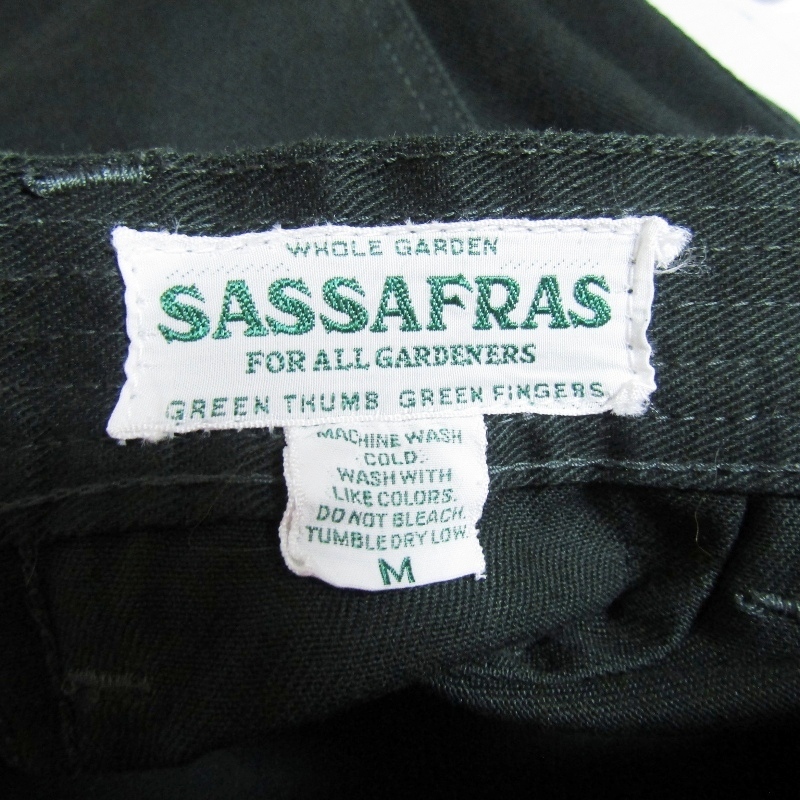 WHOLE GARDEN
SASSAFRAS
FOR ALL GARDENERS
GREEN THUMB GREEN FINGERS
MACHINE WASH
COLD.
WASH WITH
LIKE COLORS.
DO NOT BLEACH.
TUMBLE DRY LOW.
M